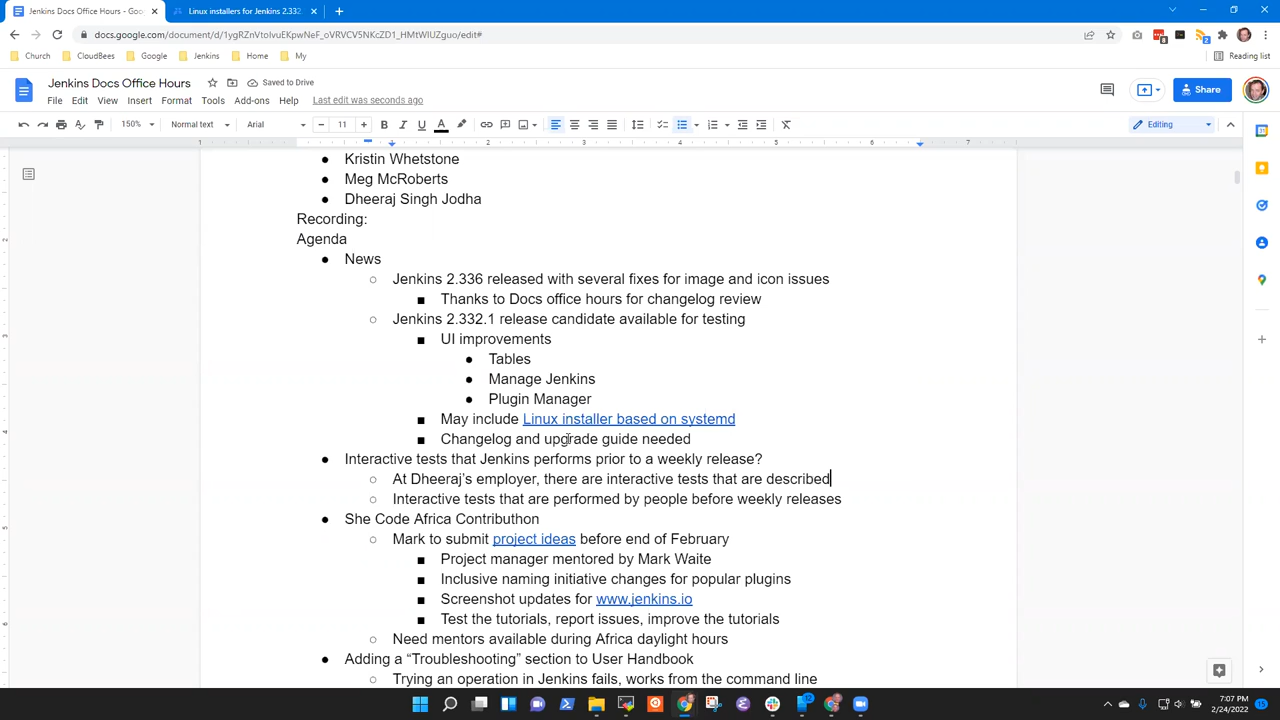 Jenkins Docs Office Hours - Goo
Linux installers for Jenkins 2.332.
docs.google.com/document/d/1ygRZnVtoIvuEKpwNeF_oVRVCV5NKcZD1_HMtWIUZguo/edit#
Church
CloudBees
Google
Jenkins
Home
My
Reading list
Jenkins Docs Office Hours
Saved to Drive
File Edit View Insert Format Tools Add-ons Help Last edit was seconds ago
Share
150% Normal text Arial 11
Editing
1 1 2 3 4 5 6 7
Kristin Whetstone
Meg McRoberts
Dheeraj Singh Jodha
Recording:
Agenda
News
Jenkins 2.336 released with several fixes for image and icon issues
Thanks to Docs office hours for changelog review
Jenkins 2.332.1 release candidate available for testing
UI improvements
Tables
Manage Jenkins
Plugin Manager
May include Linux installer based on systemd
Changelog and upgrade guide needed
Interactive tests that Jenkins performs prior to a weekly release?
At Dheeraj’s employer, there are interactive tests that are described
Interactive tests that are performed by people before weekly releases
She Code Africa Contributhon
Mark to submit project ideas before end of February
Project manager mentored by Mark Waite
Inclusive naming initiative changes for popular plugins
Screenshot updates for www.jenkins.io
Test the tutorials, report issues, improve the tutorials
Need mentors available during Africa daylight hours
Adding a “Troubleshooting” section to User Handbook
Trying an operation in Jenkins fails, works from the command line
7:07 PM
2/24/2022